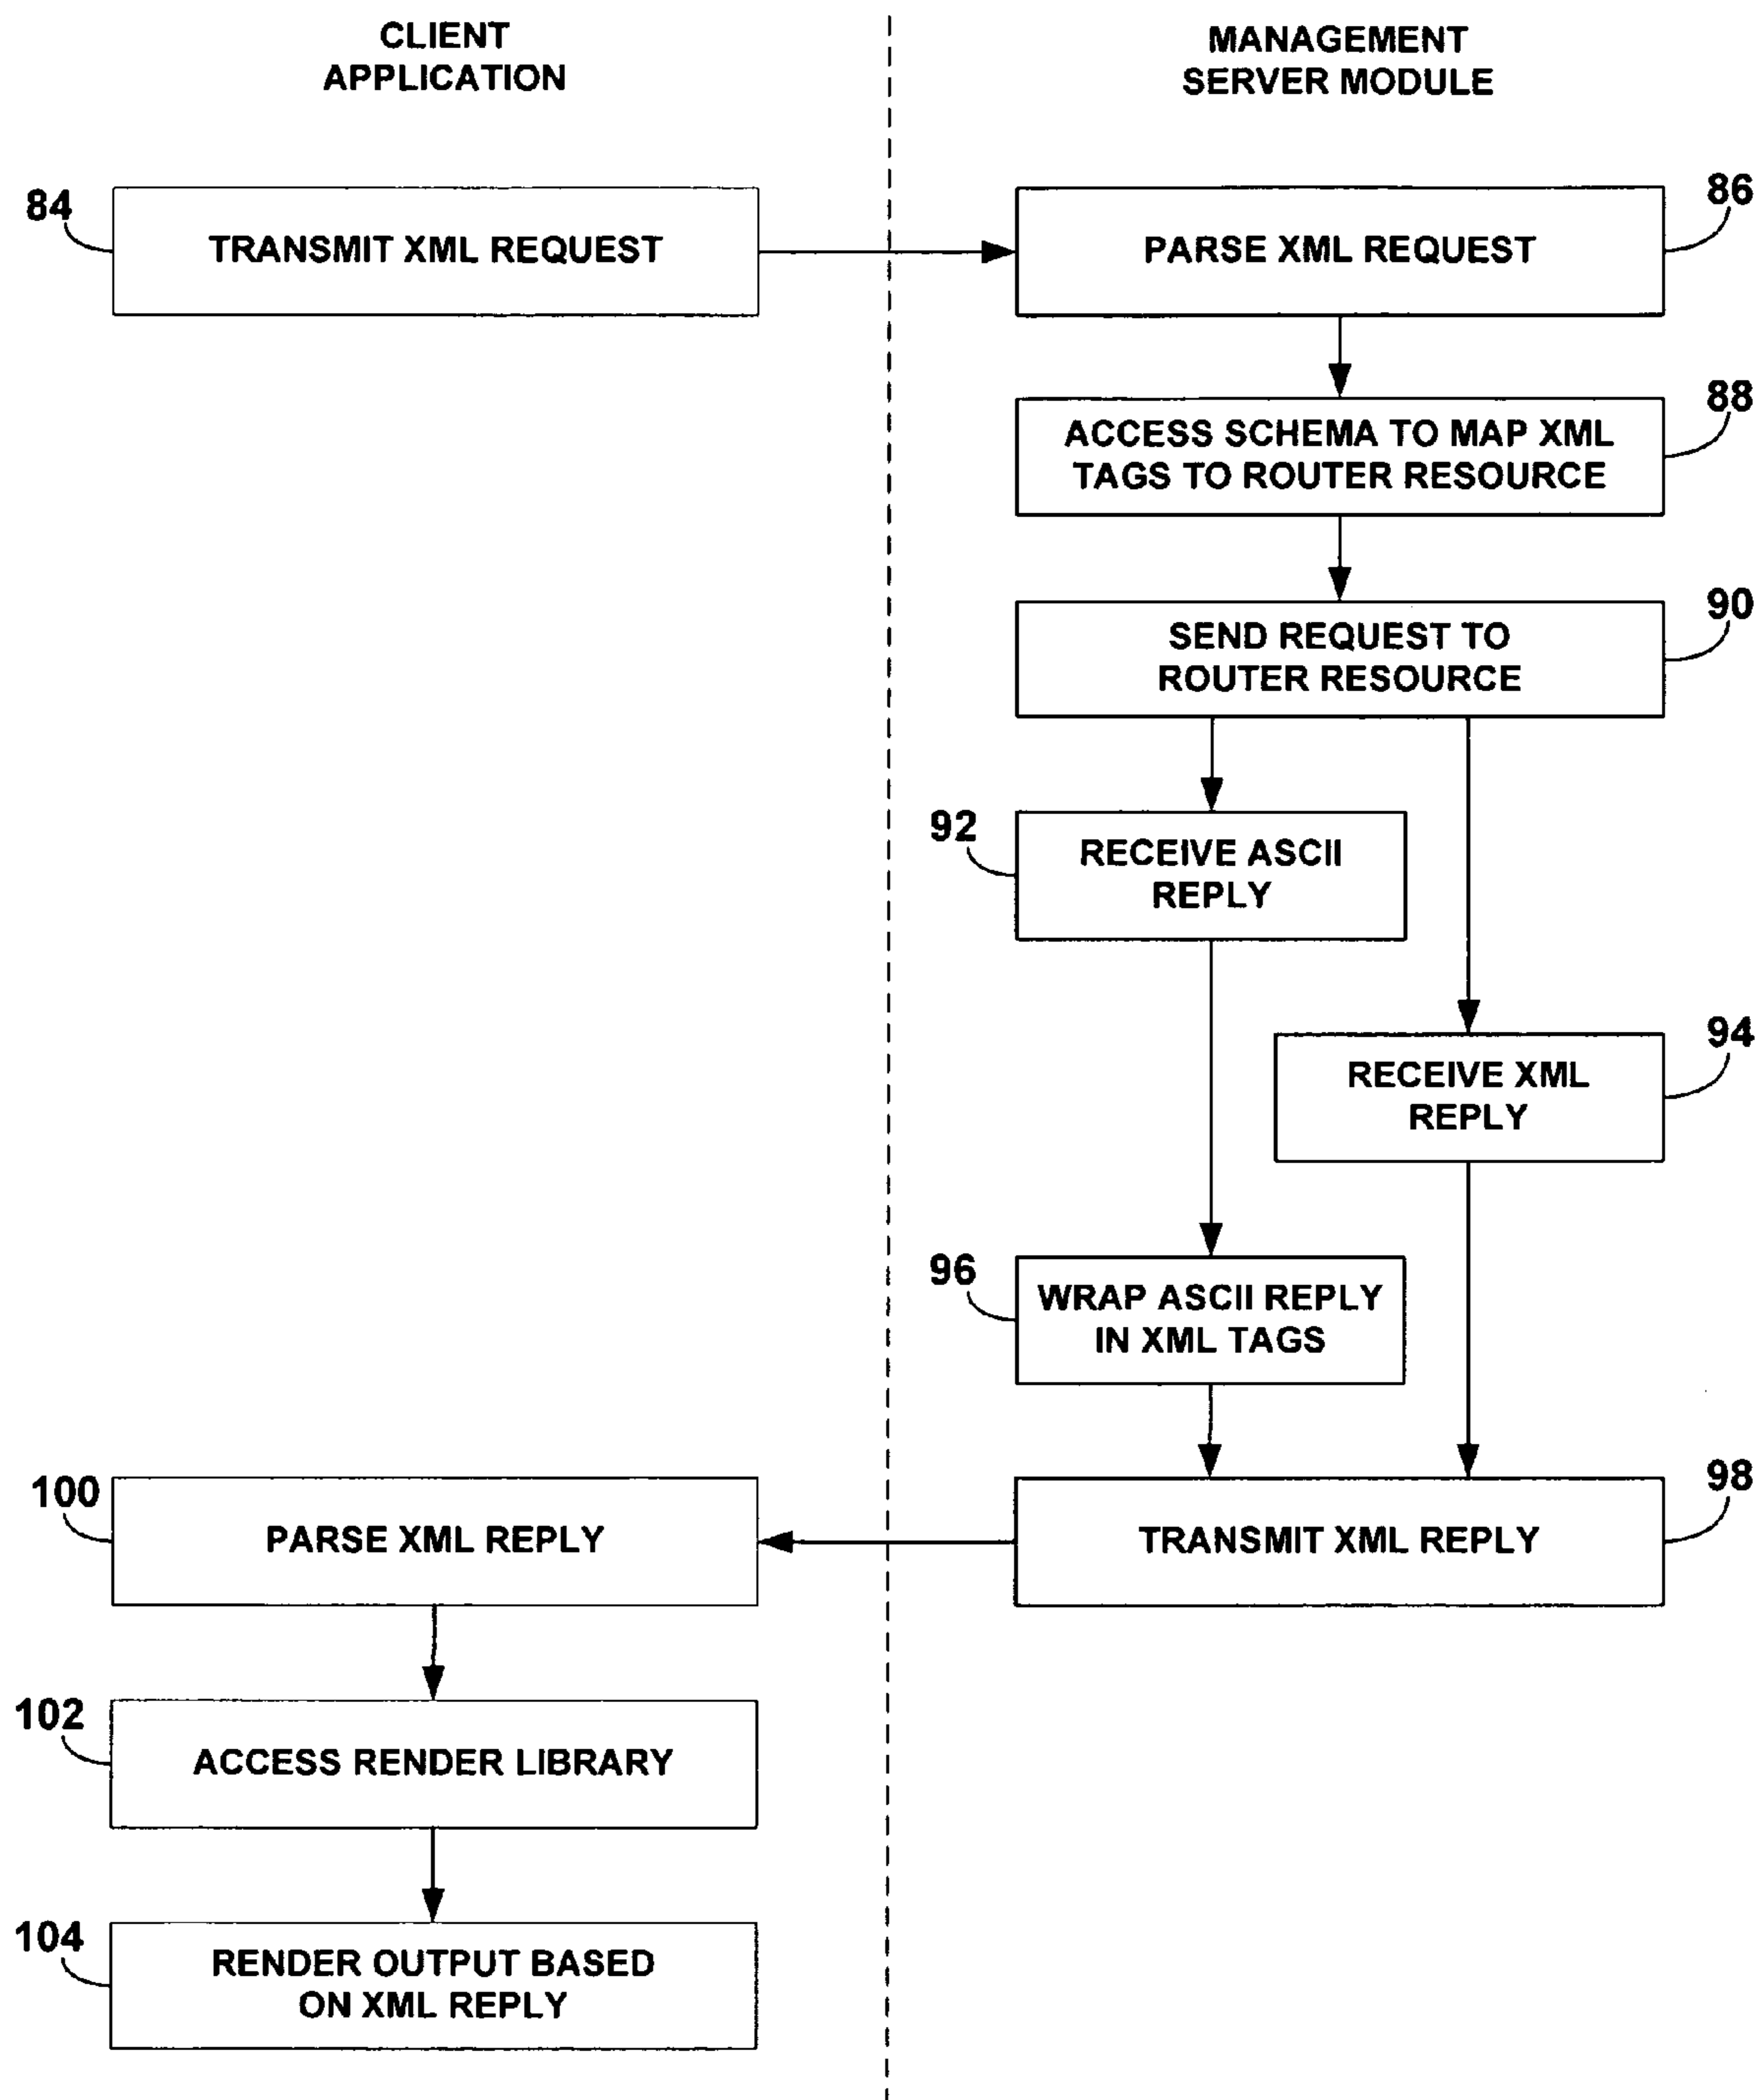 CLIENT
APPLICATION
MANAGEMENT
SERVER MODULE
84
TRANSMIT XML REQUEST
86
PARSE XML REQUEST
88
ACCESS SCHEMA TO MAP XML
TAGS TO ROUTER RESOURCE
90
SEND REQUEST TO
ROUTER RESOURCE
92
RECEIVE ASCII
REPLY
94
RECEIVE XML
REPLY
96
WRAP ASCII REPLY
IN XML TAGS
98
TRANSMIT XML REPLY
100
PARSE XML REPLY
102
ACCESS RENDER LIBRARY
104
RENDER OUTPUT BASED
ON XML REPLY